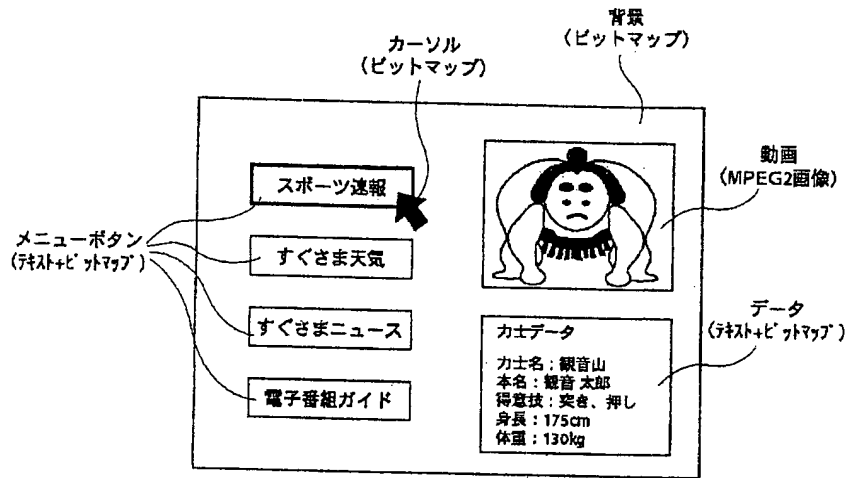 背景
(ビットマップ)
カーソル
(ビットマップ)
動画
(MPEG2画像)
スポーツ速報
メニューボタン
(テキスト+ビットマップ)
すぐさま天気
すぐさまニュース
電子番組ガイド
データ
(テキスト+ビットマップ)
力士データ
力士名:観音山
本名:観音 太郎
得意技:突き、押し
身長:175cm
体重:130kg